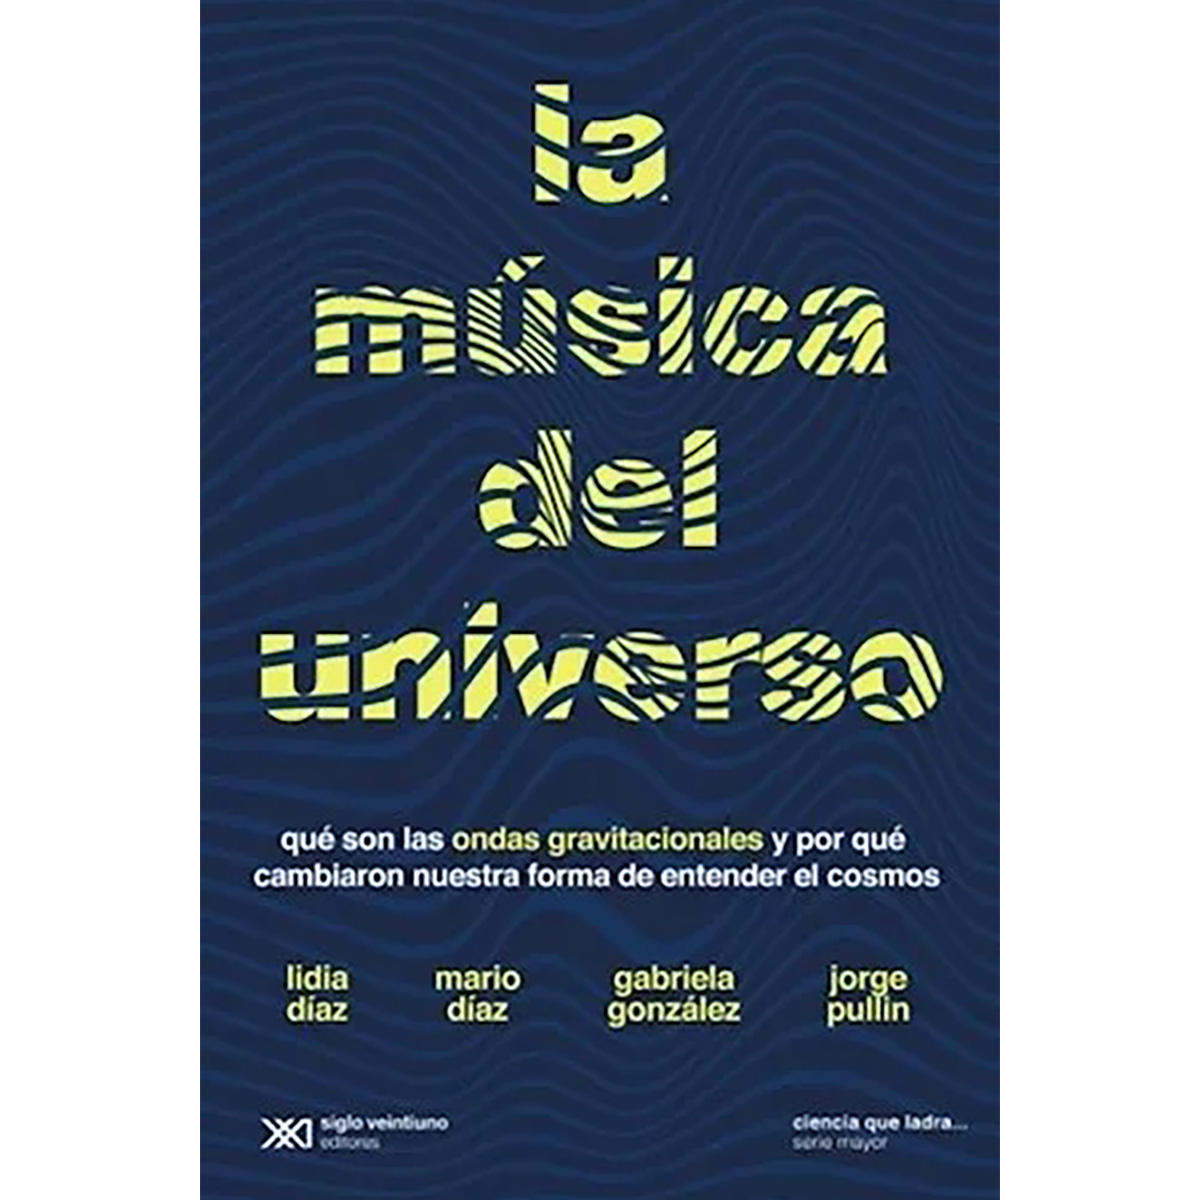 la
música
del
universo
qué son las ondas gravitacionales y por qué
cambiaron nuestra forma de entender el cosmos
lidia
díaz
mario
díaz
gabriela
gonzález
jorge
pullin
siglo veintiuno
editores
ciencia que ladra...
serie mayor